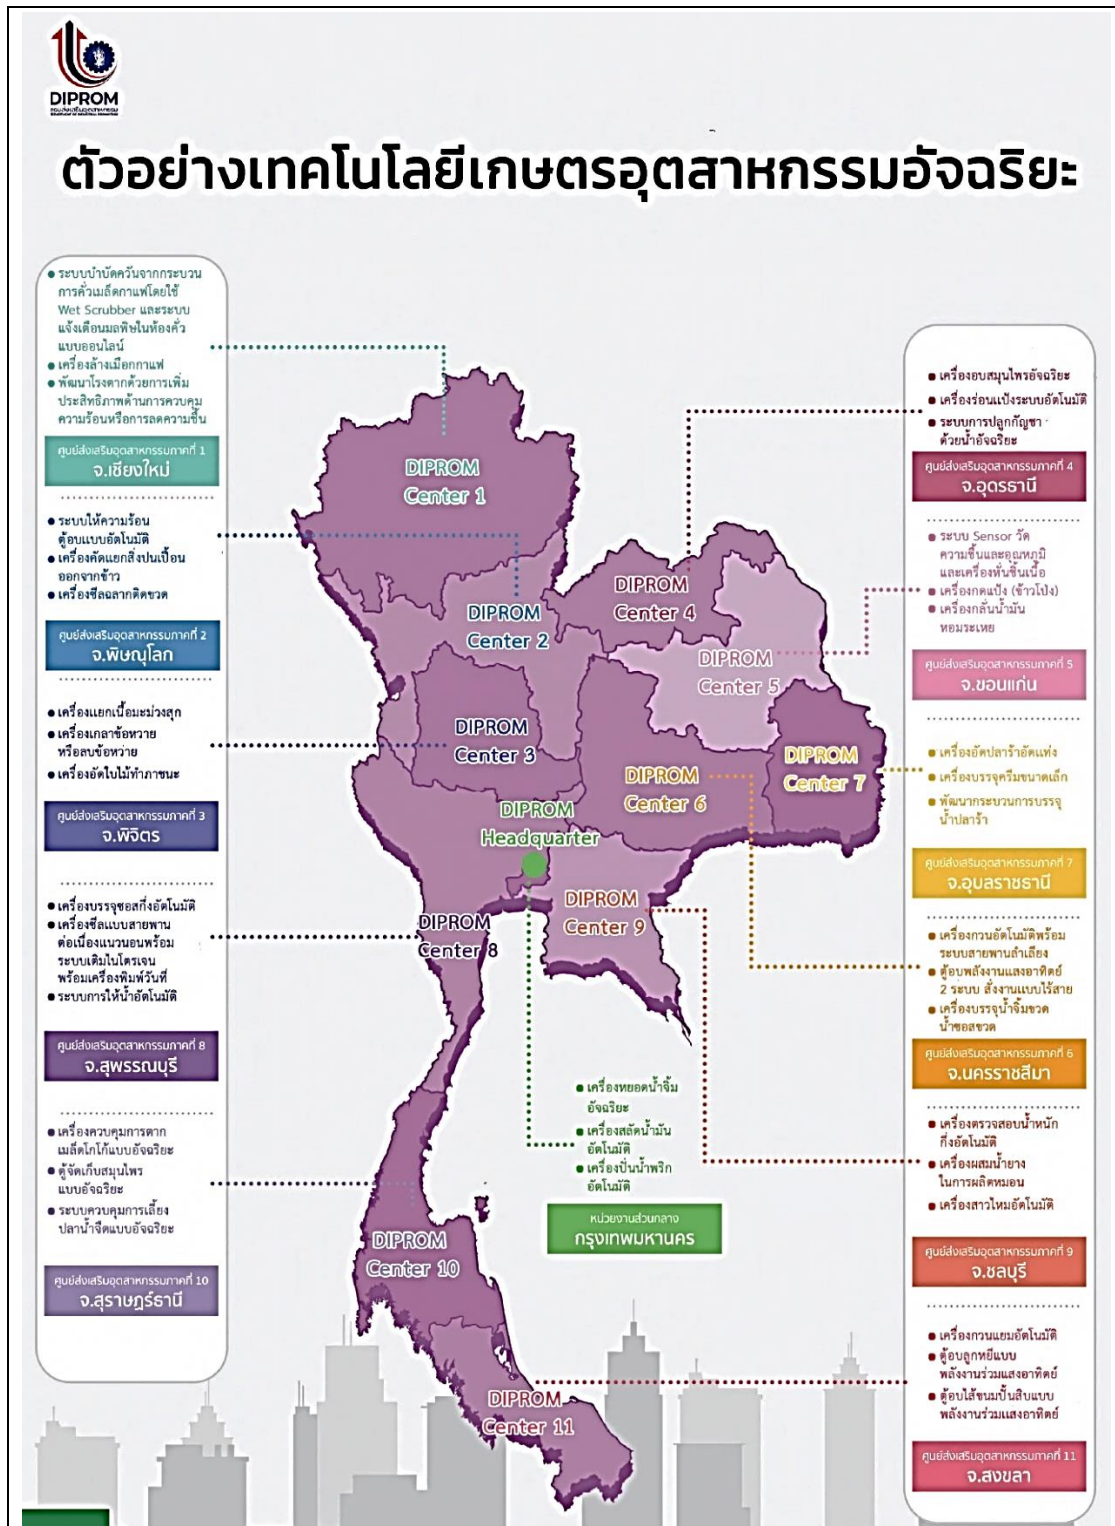 DIPROM
กรมส่งเสริมอุตสาหกรรม
DEPARTMENT OF INDUSTRIAL PROMOTION
ตัวอย่างเทคโนโลยีเกษตรอุตสาหกรรมอัจฉริยะ
ระบบบำบัดควันจากกระบวน
การคั่วเมล็ดกาแฟโดยใช้
Wet Scrubber และระบบ
แจ้งเตือนมลพิษในห้องคั่ว
แบบออนไลน์
เครื่องล้างเมือกกาแฟ
พัฒนาโรงตากด้วยการเพิ่ม
ประสิทธิภาพด้านการควบคุม
ความร้อนหรือการลดความชื้น
ศูนย์ส่งเสริมอุตสาหกรรมภาคที่ 1
จ.เชียงใหม่
ระบบให้ความร้อน
ตู้อบแบบอัตโนมัติ
เครื่องคัดแยกสิ่งปนเปื้อน
ออกจากข้าว
เครื่องซีลฉลากติดขวด
ศูนย์ส่งเสริมอุตสาหกรรมภาคที่ 2
จ.พิษณุโลก
เครื่องแยกเนื้อมะม่วงสุก
เครื่องเกลาข้อหวาย
หรือลบข้อหวาย
เครื่องอัดใบไม้ทำภาชนะ
ศูนย์ส่งเสริมอุตสาหกรรมภาคที่ 3
จ.พิจิตร
เครื่องบรรจุซอสกึ่งอัตโนมัติ
เครื่องซีลแบบสายพาน
ต่อเนื่องแนวนอนพร้อม
ระบบเติมไนโตรเจน
พร้อมเครื่องพิมพ์วันที่
ระบบการให้น้ำอัตโนมัติ
ศูนย์ส่งเสริมอุตสาหกรรมภาคที่ 8
จ.สุพรรณบุรี
เครื่องควบคุมการตาก
เมล็ดโกโก้แบบอัจฉริยะ
ตู้จัดเก็บสมุนไพร
แบบอัจฉริยะ
ระบบควบคุมการเลี้ยง
ปลาน้ำจืดแบบอัจฉริยะ
ศูนย์ส่งเสริมอุตสาหกรรมภาคที่ 10
จ.สุราษฎร์ธานี
DIPROM
Center 1
DIPROM
Center 2
DIPROM
Center 3
DIPROM
Center 4
DIPROM
Center 5
DIPROM
Center 6
DIPROM
Center 7
DIPROM
Headquarter
DIPROM
Center 8
DIPROM
Center 9
DIPROM
Center 10
DIPROM
Center 11
เครื่องหยอดน้ำจิ้ม
อัจฉริยะ
เครื่องสลัดน้ำมัน
อัตโนมัติ
เครื่องปั่นน้ำพริก
อัตโนมัติ
หน่วยงานส่วนกลาง
กรุงเทพมหานคร
เครื่องอบสมุนไพรอัจฉริยะ
เครื่องร่อนแป้งระบบอัตโนมัติ
ระบบการปลูกกัญชา
ด้วยน้ำอัจฉริยะ
ศูนย์ส่งเสริมอุตสาหกรรมภาคที่ 4
จ.อุดรธานี
ระบบ Sensor วัด
ความชื้นและอุณหภูมิ
และเครื่องหั่นชิ้นเนื้อ
เครื่องกดแป้ง (ข้าวโป่ง)
เครื่องกลั่นน้ำมัน
หอมระเหย
ศูนย์ส่งเสริมอุตสาหกรรมภาคที่ 5
จ.ขอนแก่น
เครื่องอัดปลาร้าอัดแท่ง
เครื่องบรรจุครีมขนาดเล็ก
พัฒนากระบวนการบรรจุ
น้ำปลาร้า
ศูนย์ส่งเสริมอุตสาหกรรมภาคที่ 7
จ.อุบลราชธานี
เครื่องกวนอัตโนมัติพร้อม
ระบบสายพานลำเลียง
ตู้อบพลังงานแสงอาทิตย์
2 ระบบ สั่งงานแบบไร้สาย
เครื่องบรรจุน้ำจิ้มขวด
น้ำซอสขวด
ศูนย์ส่งเสริมอุตสาหกรรมภาคที่ 6
จ.นครราชสีมา
เครื่องตรวจสอบน้ำหนัก
กึ่งอัตโนมัติ
เครื่องผสมน้ำยาง
ในการผลิตหมอน
เครื่องสาวไหมอัตโนมัติ
ศูนย์ส่งเสริมอุตสาหกรรมภาคที่ 9
จ.ชลบุรี
เครื่องกวนแยมอัตโนมัติ
ตู้อบลูกหยีแบบ
พลังงานร่วมแสงอาทิตย์
ตู้อบไส้ขนมปั้นสิบแบบ
พลังงานร่วมแสงอาทิตย์
ศูนย์ส่งเสริมอุตสาหกรรมภาคที่ 11
จ.สงขลา